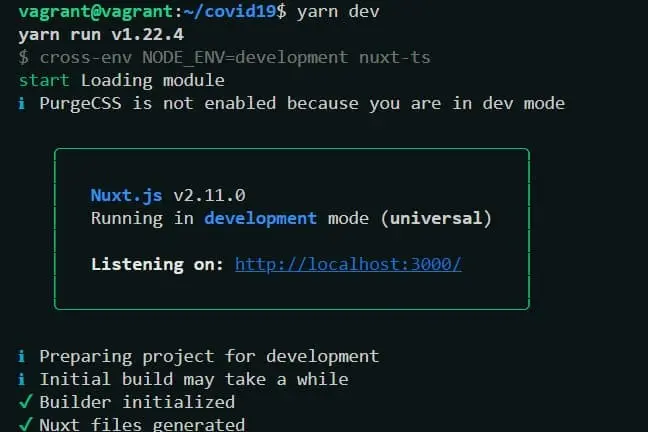 vagrant@vagrant:~/covid19$ yarn dev
yarn run v1.22.4
$ cross-env NODE_ENV=development nuxt-ts
start Loading module
ℹ PurgeCSS is not enabled because you are in dev mode
Nuxt.js v2.11.0
Running in development mode (universal)
Listening on: http://localhost:3000/
ℹ Preparing project for development
ℹ Initial build may take a while
✓ Builder initialized
✓ Nuxt files generated